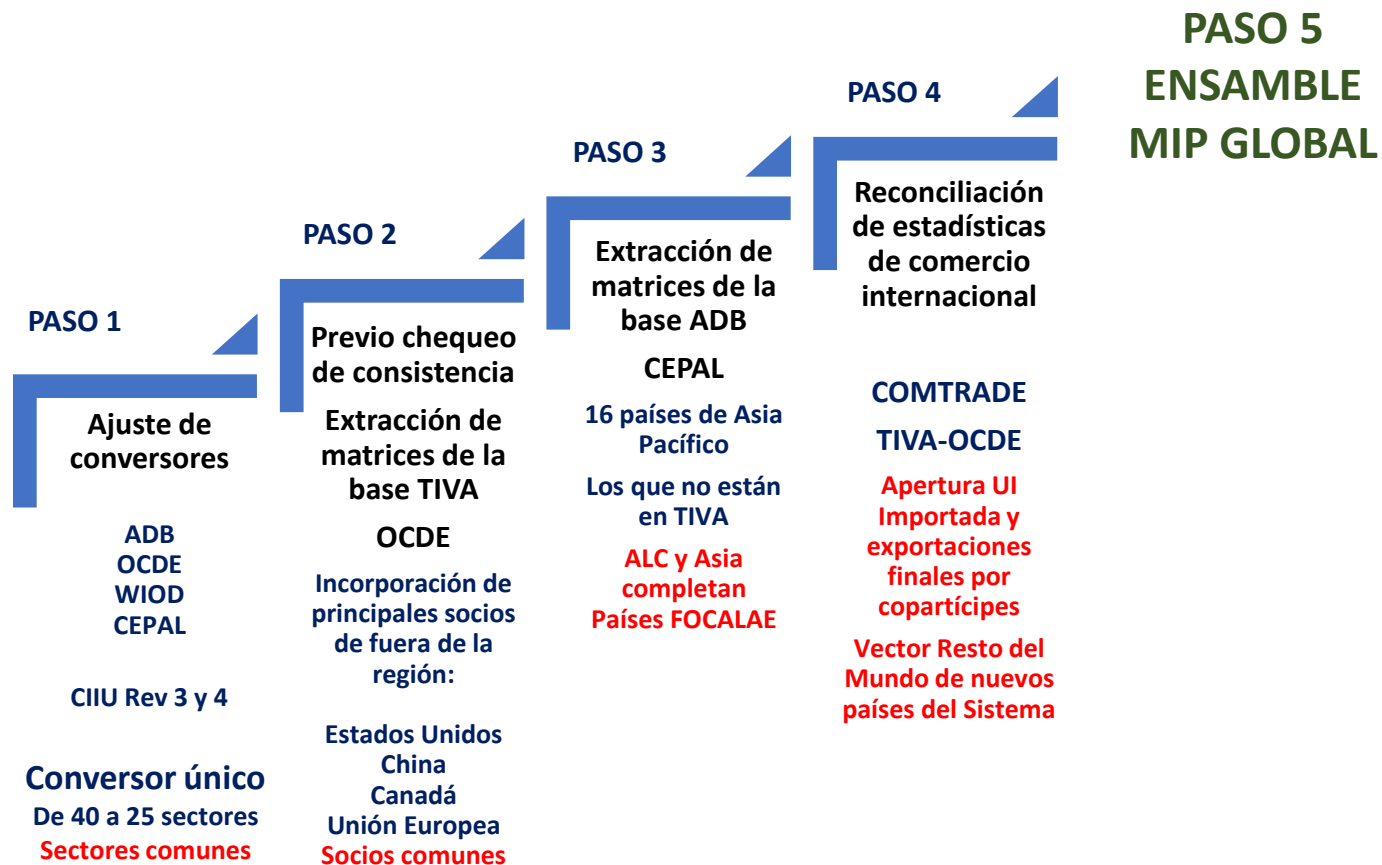 PASO 1
Ajuste de
conversores
ADB
OCDE
WIOD
CEPAL
CIIU Rev 3 y 4
Conversor único
De 40 a 25 sectores
Sectores comunes
PASO 2
Previo chequeo
de consistencia
Extracción de
matrices de la
base TIVA
OCDE
Incorporación de
principales socios
de fuera de la
región:
Estados Unidos
China
Canadá
Unión Europea
Socios comunes
PASO 3
Extracción de
matrices de la
base ADB
CEPAL
16 países de Asia
Pacífico
Los que no están
en TIVA
ALC y Asia
completan
Países FOCALAE
PASO 4
Reconciliación
de estadísticas
de comercio
internacional
COMTRADE
TIVA-OCDE
Apertura UI
Importada y
exportaciones
finales por
copartícipes
Vector Resto del
Mundo de nuevos
países del Sistema
PASO 5
ENSAMBLE
MIP GLOBAL